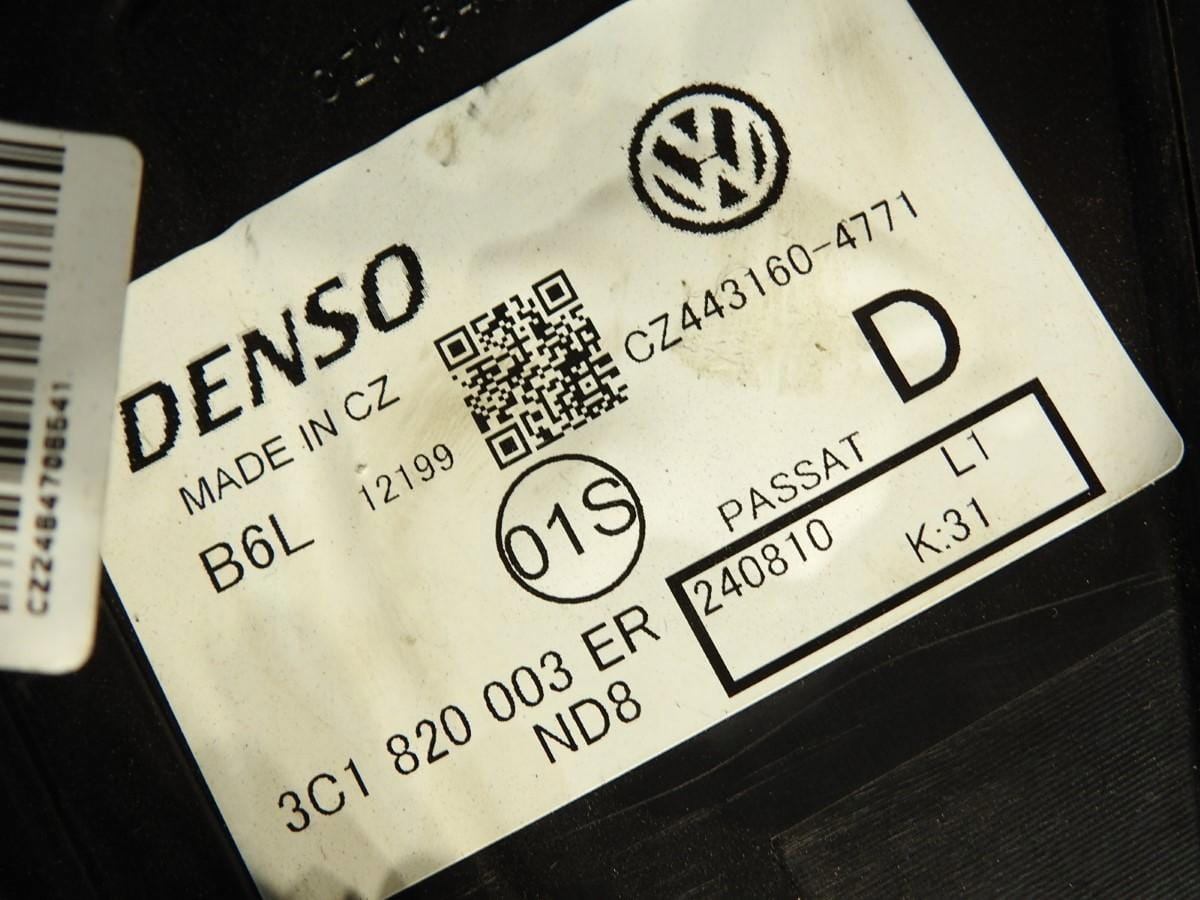 CZ443160-4771
DENSO
D
MADE IN CZ
12199
B6L
01S
PASSAT
L1
240810
K:31
3C1 820 003 ER
ND8